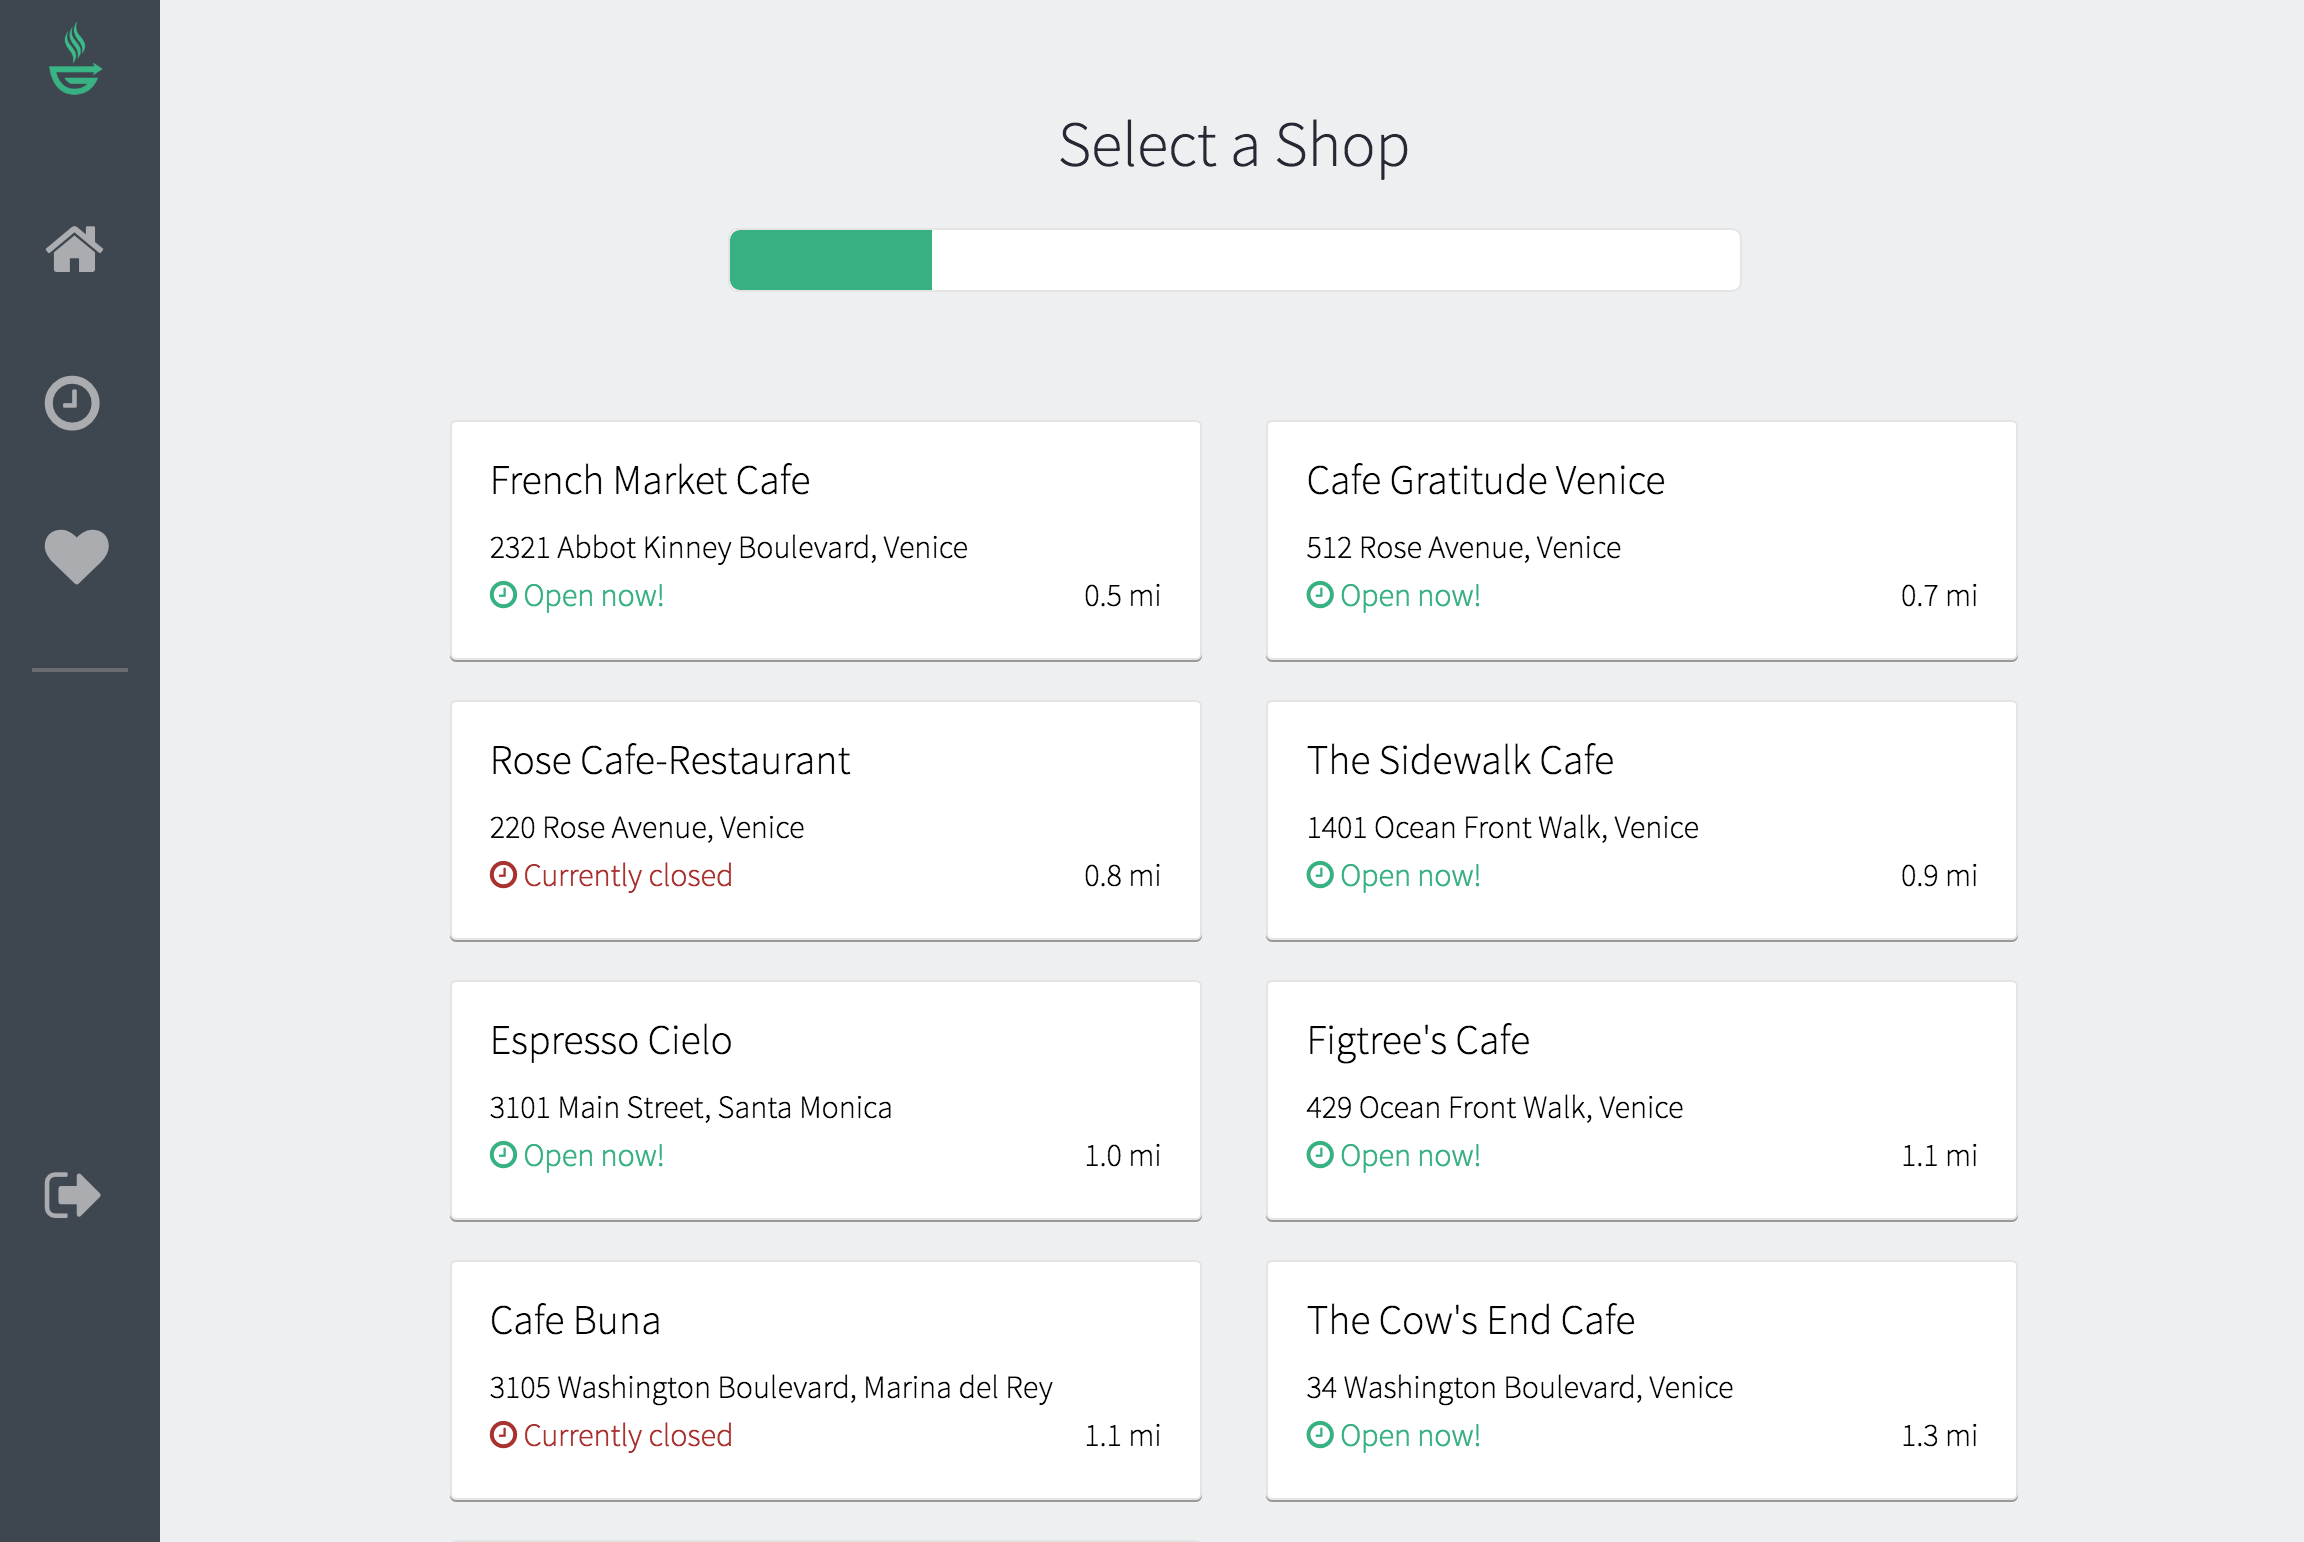 Select a Shop
French Market Cafe
2321 Abbot Kinney Boulevard, Venice
Open now! 0.5 mi
Cafe Gratitude Venice
512 Rose Avenue, Venice
Open now! 0.7 mi
Rose Cafe-Restaurant
220 Rose Avenue, Venice
Currently closed 0.8 mi
The Sidewalk Cafe
1401 Ocean Front Walk, Venice
Open now! 0.9 mi
Espresso Cielo
3101 Main Street, Santa Monica
Open now! 1.0 mi
Figtree's Cafe
429 Ocean Front Walk, Venice
Open now! 1.1 mi
Cafe Buna
3105 Washington Boulevard, Marina del Rey
Currently closed 1.1 mi
The Cow's End Cafe
34 Washington Boulevard, Venice
Open now! 1.3 mi